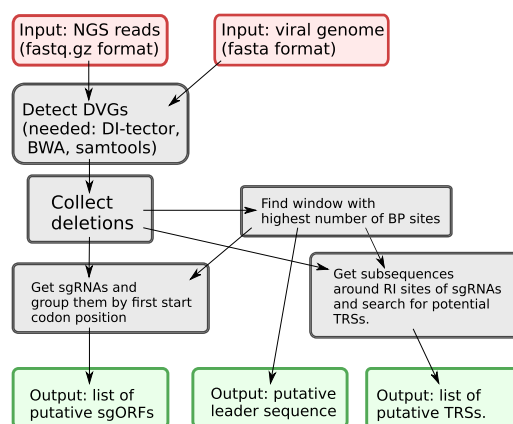 Input: NGS reads
(fastq.gz format)
Input: viral genome
(fasta format)
Detect DVGs
(needed: DI-tector,
BWA, samtools)
Collect
deletions
Find window with
highest number of BP sites
Get sgRNAs and
group them by first start
codon position
Get subsequences
around RI sites of sgRNAs
and search for potential
TRSs.
Output: list of
putative sgORFs
Output: putative
leader sequence
Output: list of
putative TRSs.